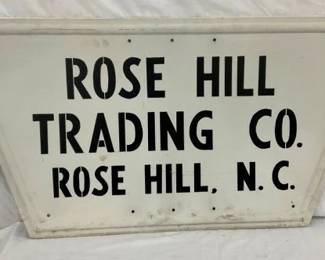 ROSE HILL
TRADING CO.
ROSE HILL, N.C.